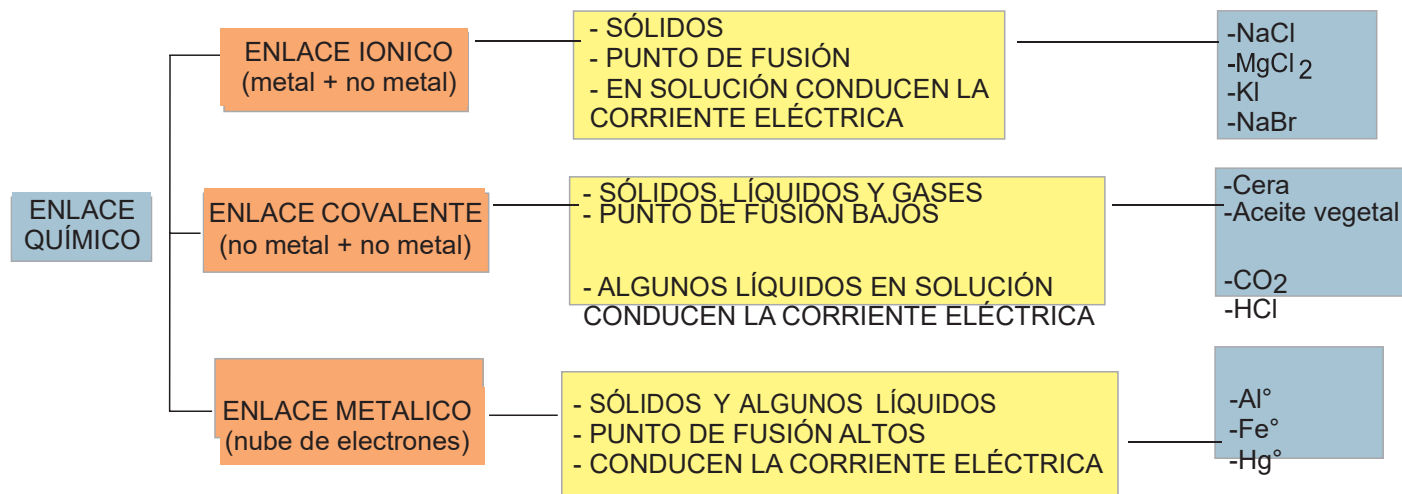 ENLACE
QUÍMICO
ENLACE IONICO
(metal + no metal)
- SÓLIDOS
- PUNTO DE FUSIÓN
- EN SOLUCIÓN CONDUCEN LA
CORRIENTE ELÉCTRICA
-NaCl
-MgCl2
-Kl
-NaBr
ENLACE COVALENTE
(no metal + no metal)
- SÓLIDOS, LÍQUIDOS Y GASES
- PUNTO DE FUSIÓN BAJOS
- ALGUNOS LÍQUIDOS EN SOLUCIÓN
CONDUCEN LA CORRIENTE ELÉCTRICA
-Cera
-Aceite vegetal
-CO2
-HCl
ENLACE METALICO
(nube de electrones)
- SÓLIDOS Y ALGUNOS LÍQUIDOS
- PUNTO DE FUSIÓN ALTOS
- CONDUCEN LA CORRIENTE ELÉCTRICA
-Al°
-Fe°
-Hg°